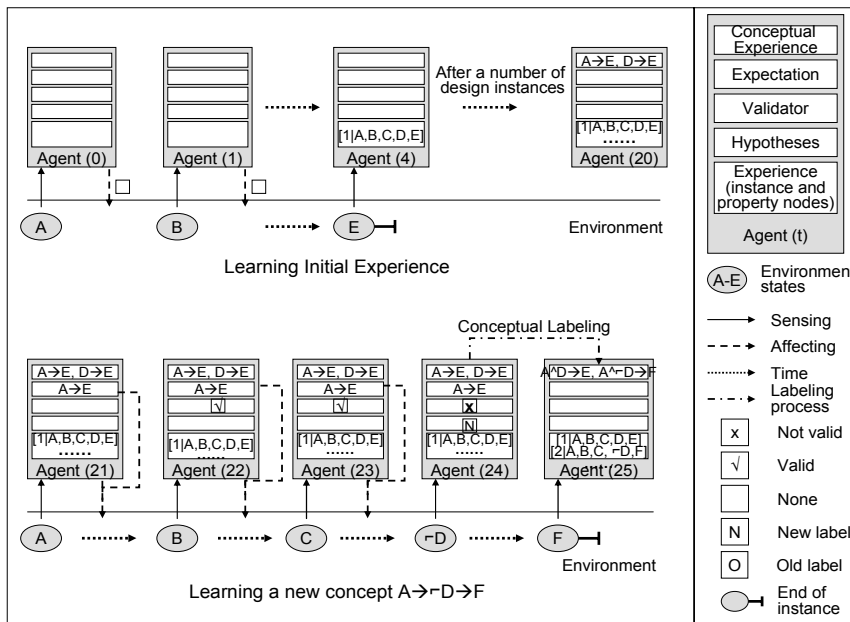 After a number of
design instances
A→E, D→E
[1|A,B,C,D,E]
[1|A,B,C,D,E]
......
Agent (0)
Agent (1)
Agent (4)
Agent (20)
A
B
E
Environment
Learning Initial Experience
Conceptual Labeling
A→E, D→E
A→E, D→E
A→E, D→E
A→E, D→E
A^D→E, A^⌐D→F
A→E
A→E
A→E
A→E
√
√
x
N
[1|A,B,C,D,E]
......
[1|A,B,C,D,E]
......
[1|A,B,C,D,E]
......
[1|A,B,C,D,E]
......
[1|A,B,C,D,E]
[2|A,B,C, ⌐D,F]
Agent (21)
Agent (22)
Agent (23)
Agent (24)
Agent (25)
A
B
C
⌐D
F
Environment
Learning a new concept A→⌐D→F
Conceptual
Experience
Expectation
Validator
Hypotheses
Experience
(instance and
property nodes)
Agent (t)
A-E
Environmen
states
Sensing
Affecting
Time
Labeling
process
x
Not valid
√
Valid
None
N
New label
O
Old label
End of
instance